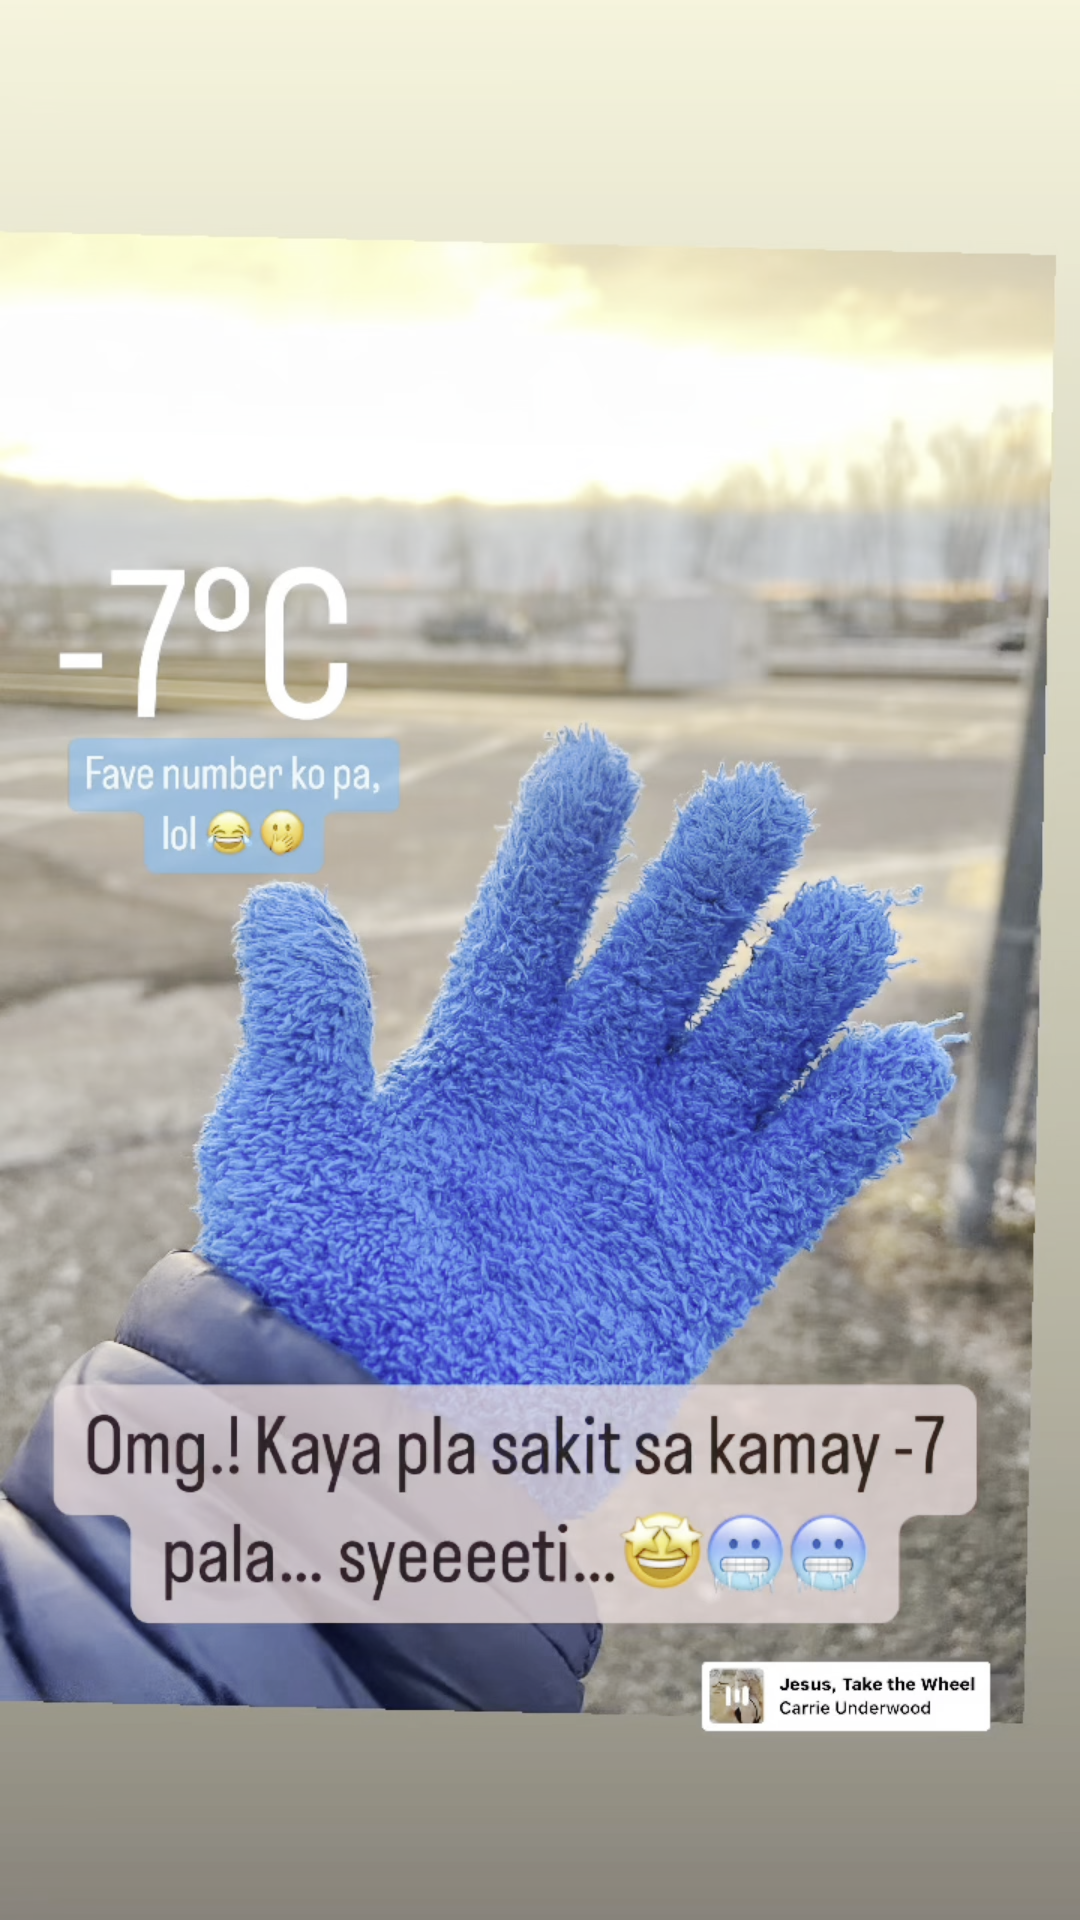 -7°C
Fave number ko pa,
lol 😂🤭
Omg.! Kaya pla sakit sa kamay -7
pala... syeeeeti...🤩🥶🥶
Jesus, Take the Wheel
Carrie Underwood